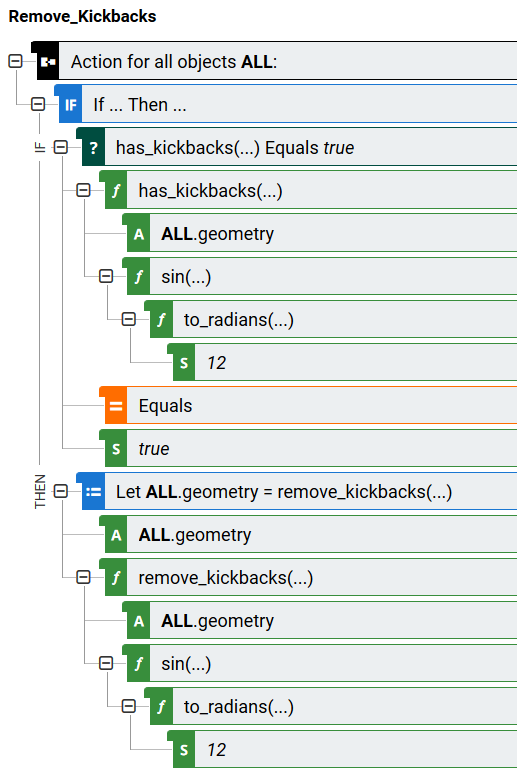 Remove_Kickbacks
Action for all objects ALL:
IF If ... Then ...
IF ? has_kickbacks(...) Equals true
f has_kickbacks(...)
A ALL.geometry
f sin(...)
f to_radians(...)
S 12
= Equals
S true
THEN := Let ALL.geometry = remove_kickbacks(...)
A ALL.geometry
f remove_kickbacks(...)
A ALL.geometry
f sin(...)
f to_radians(...)
S 12